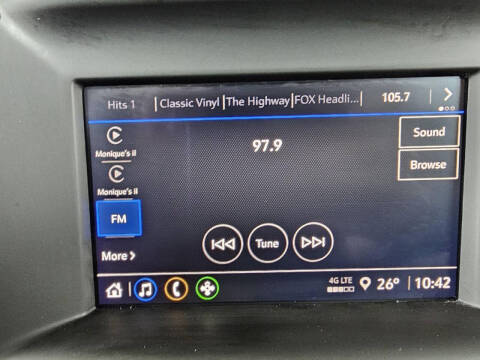 Hits 1 Classic Vinyl The Highway FOX Headli... 105.7
Sound
Monique's il
97.9
Browse
Monique's il
FM
Tune
More
4G LTE
26° 10:42